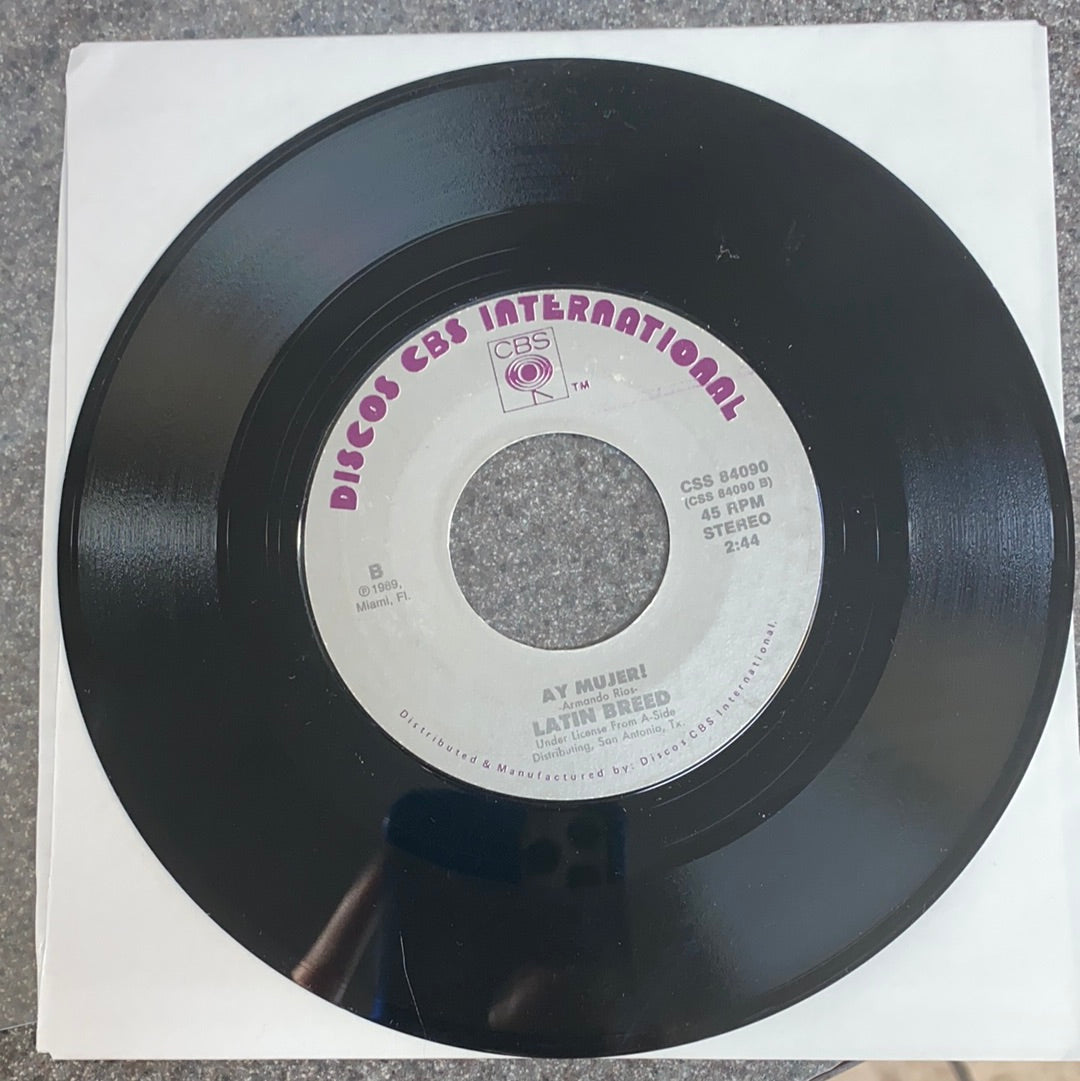 DISCOS CBS INTERNATIONAL
CBS
TM
CSS 84090
(CSS 84090 B)
45 RPM
STEREO
2:44
B
℗ 1989,
Miami, Fl.
AY MUJER!
-Armando Rios-
LATIN BREED
Under License From A-Side
Distributing, San Antonio, Tx.
Distributed & Manufactured by: Discos CBS International.